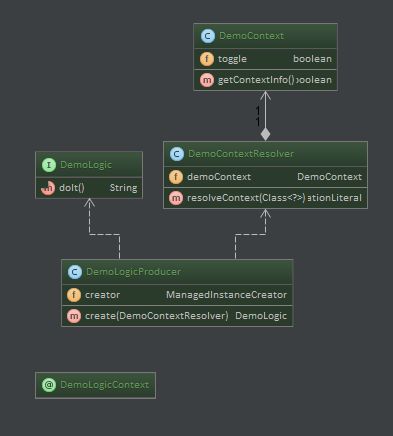 C DemoContext
f toggle boolean
m getContextInfo() boolean
1
1
C DemoContextResolver
f demoContext DemoContext
m resolveContext(Class<?>) ationLiteral
I DemoLogic
m doIt() String
C DemoLogicProducer
f creator ManagedInstanceCreator
m create(DemoContextResolver) DemoLogic
@ DemoLogicContext